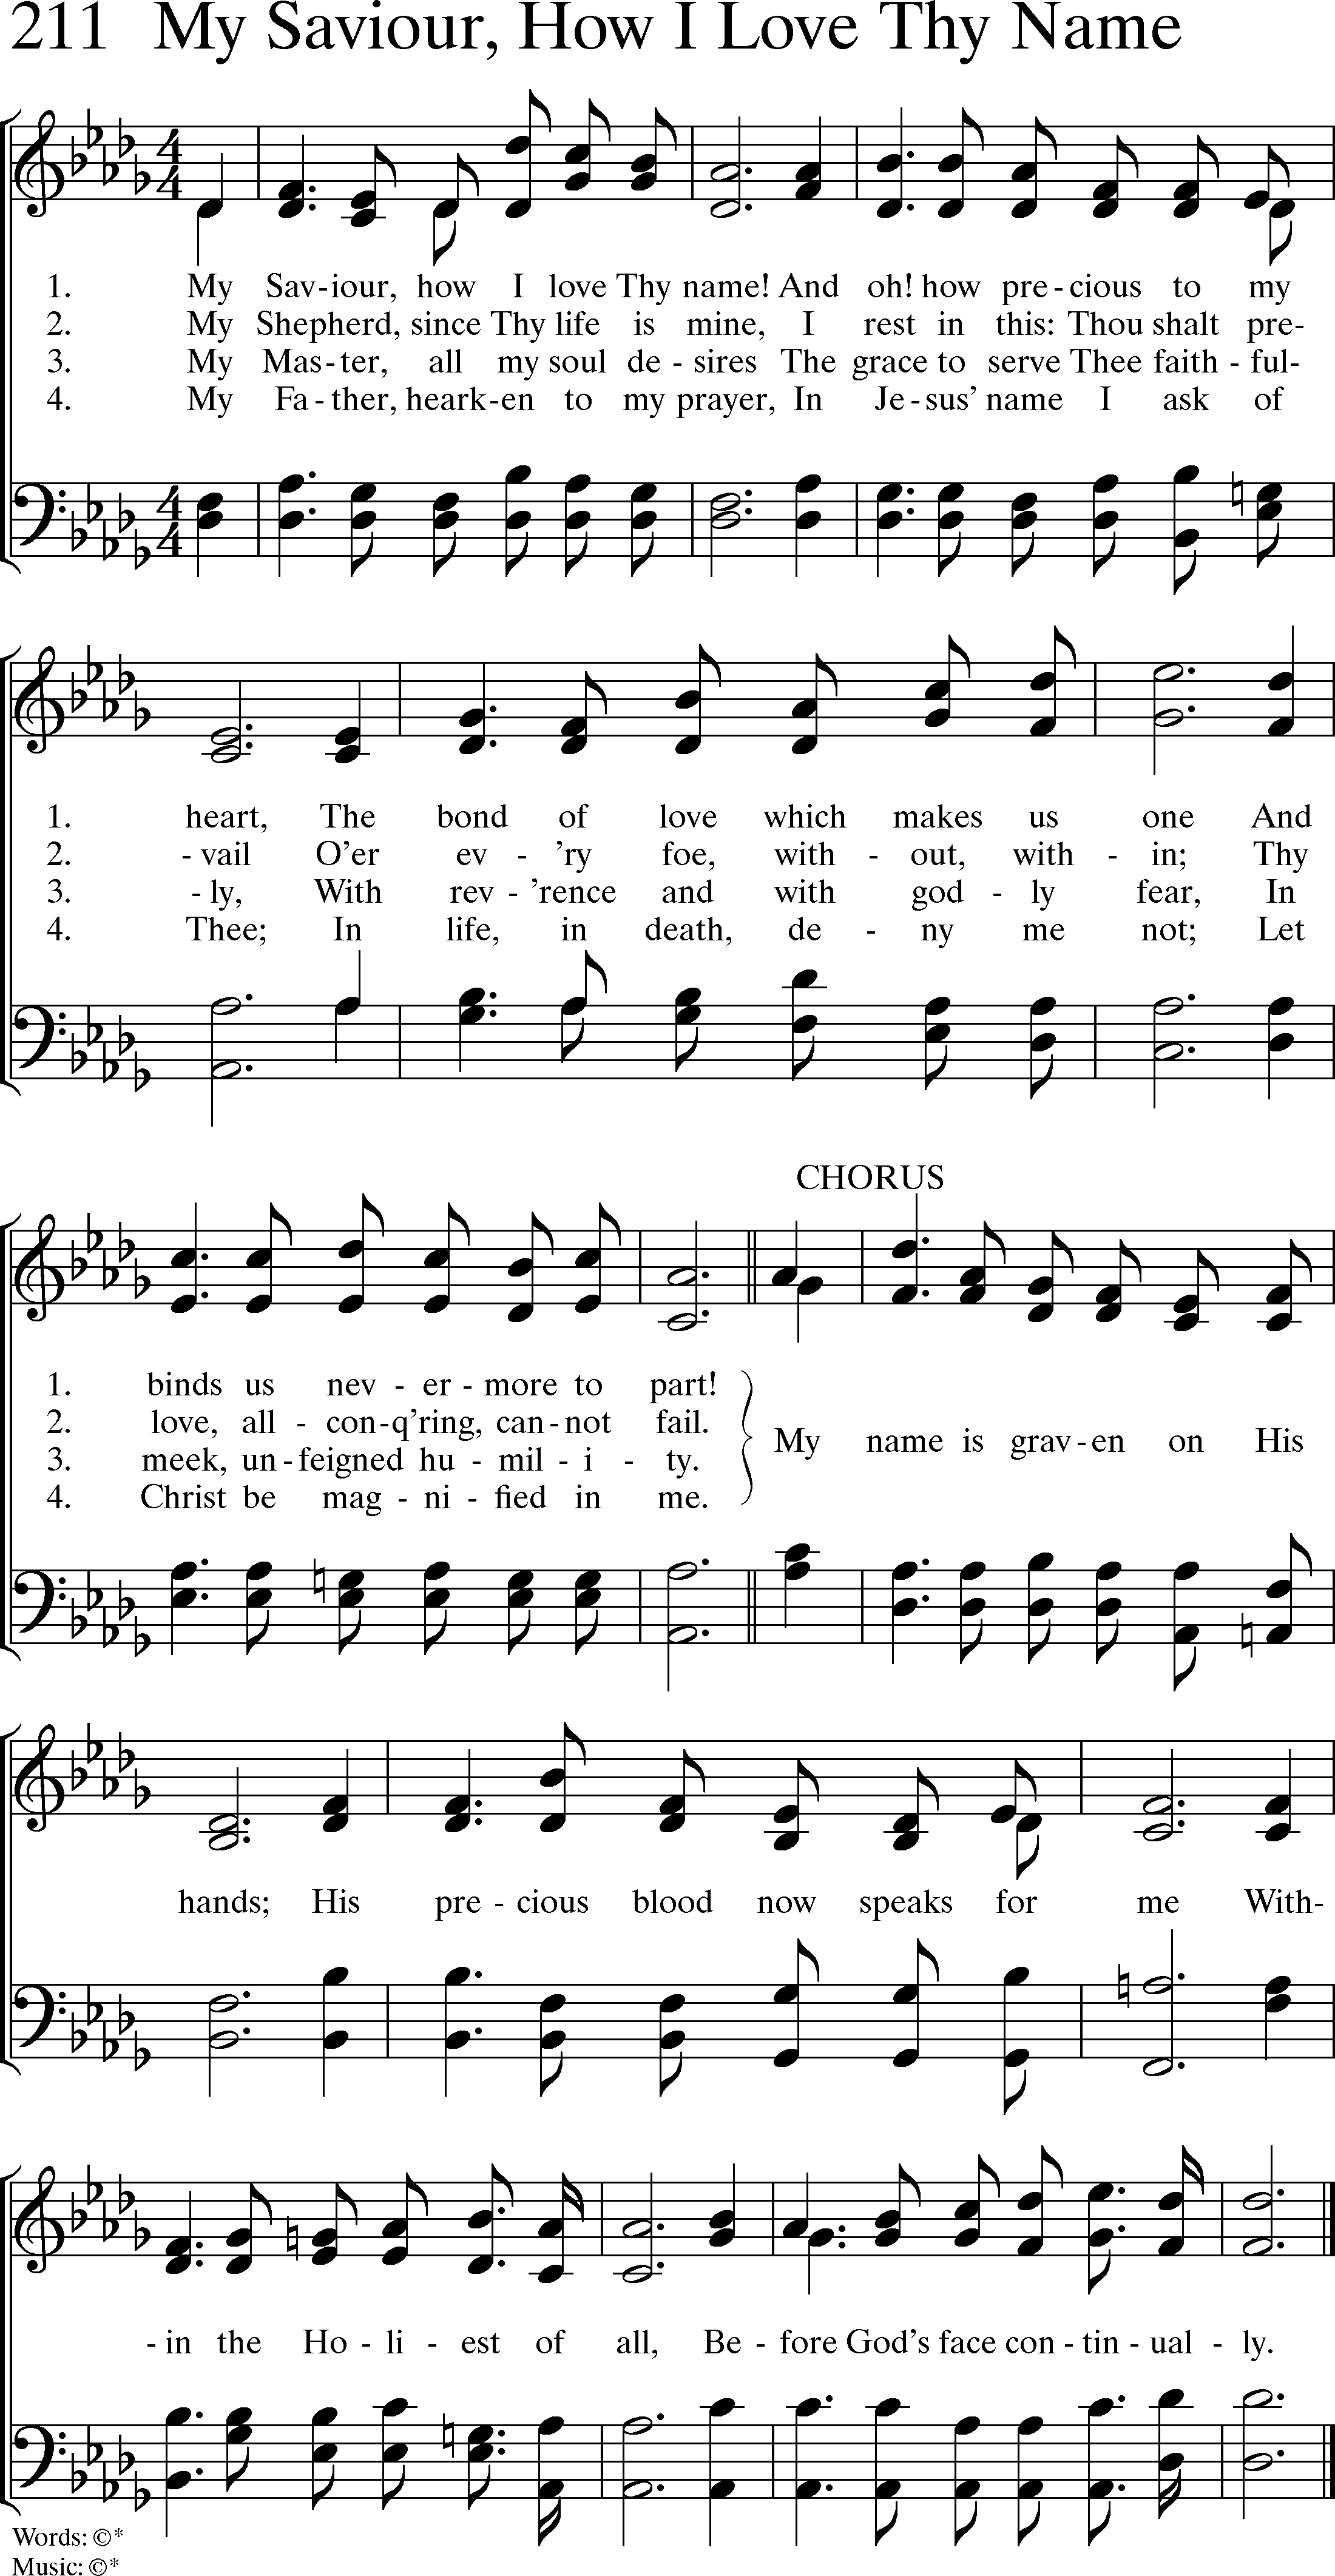 211 My Saviour, How I Love Thy Name
1. My Sav - iour, how I love Thy name! And oh! how pre - cious to my
2. My Shepherd, since Thy life is mine, I rest in this: Thou shalt pre-
3. My Mas - ter, all my soul de - sires The grace to serve Thee faith - ful-
4. My Fa - ther, heark - en to my prayer, In Je - sus’ name I ask of
1. heart, The bond of love which makes us one And
2. - vail O’er ev - ’ry foe, with - out, with - in; Thy
3. - ly, With rev - ’rence and with god - ly fear, In
4. Thee; In life, in death, de - ny me not; Let
CHORUS
1. binds us nev - er - more to part!
2. love, all - con - q’ring, can - not fail.
3. meek, un - feigned hu - mil - i - ty.
4. Christ be mag - ni - fied in me.
My name is grav - en on His
hands; His pre - cious blood now speaks for me With-
- in the Ho - li - est of all, Be - fore God’s face con - tin - ual - ly.
Words: ©*
Music: ©*